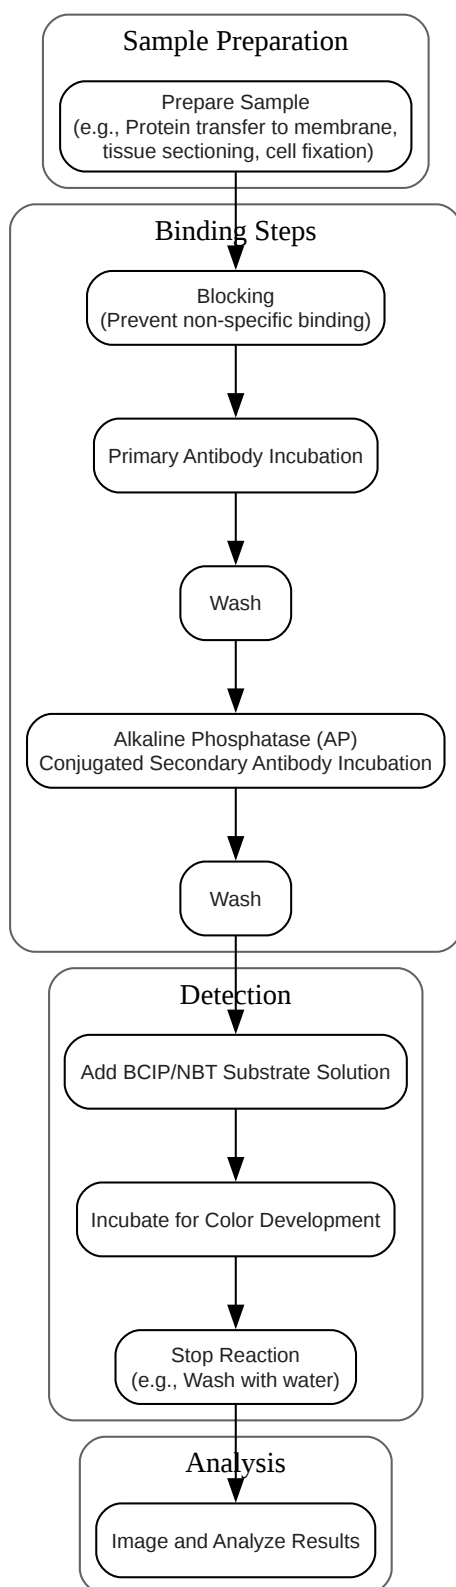 Sample Preparation
Prepare Sample
(e.g., Protein transfer to membrane,
tissue sectioning, cell fixation)
Binding Steps
Blocking
(Prevent non-specific binding)
Primary Antibody Incubation
Wash
Alkaline Phosphatase (AP)
Conjugated Secondary Antibody Incubation
Wash
Detection
Add BCIP/NBT Substrate Solution
Incubate for Color Development
Stop Reaction
(e.g., Wash with water)
Analysis
Image and Analyze Results